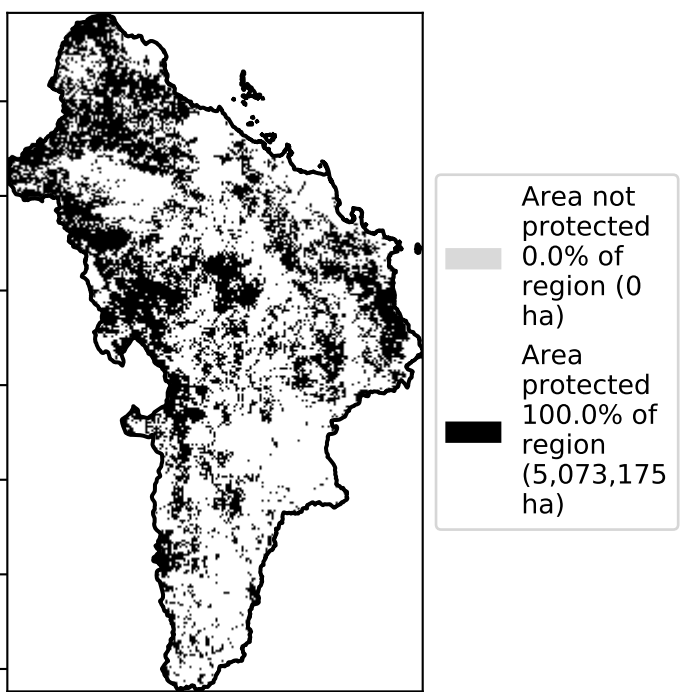 Area not
protected
0.0% of
region (0
ha)
Area
protected
100.0% of
region
(5,073,175
ha)